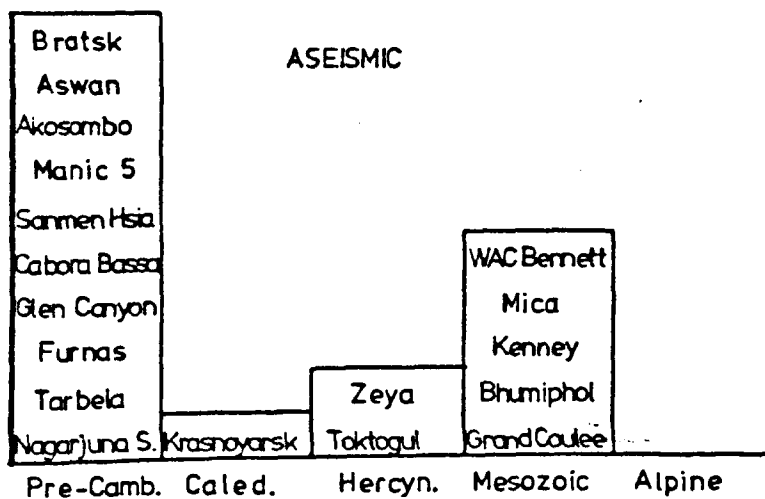 ASEISMIC
Bratsk
Aswan
Akosombo
Manic 5
Sanmen Hsia
Cabora Bassa
Glen Canyon
Furnas
Tarbela
Nagarjuna S.
Krasnoyarsk
Zeya
Toktogul
WAC Bennett
Mica
Kenney
Bhumiphol
Grand Coulee
Pre-Camb. Caled. Hercyn. Mesozoic Alpine